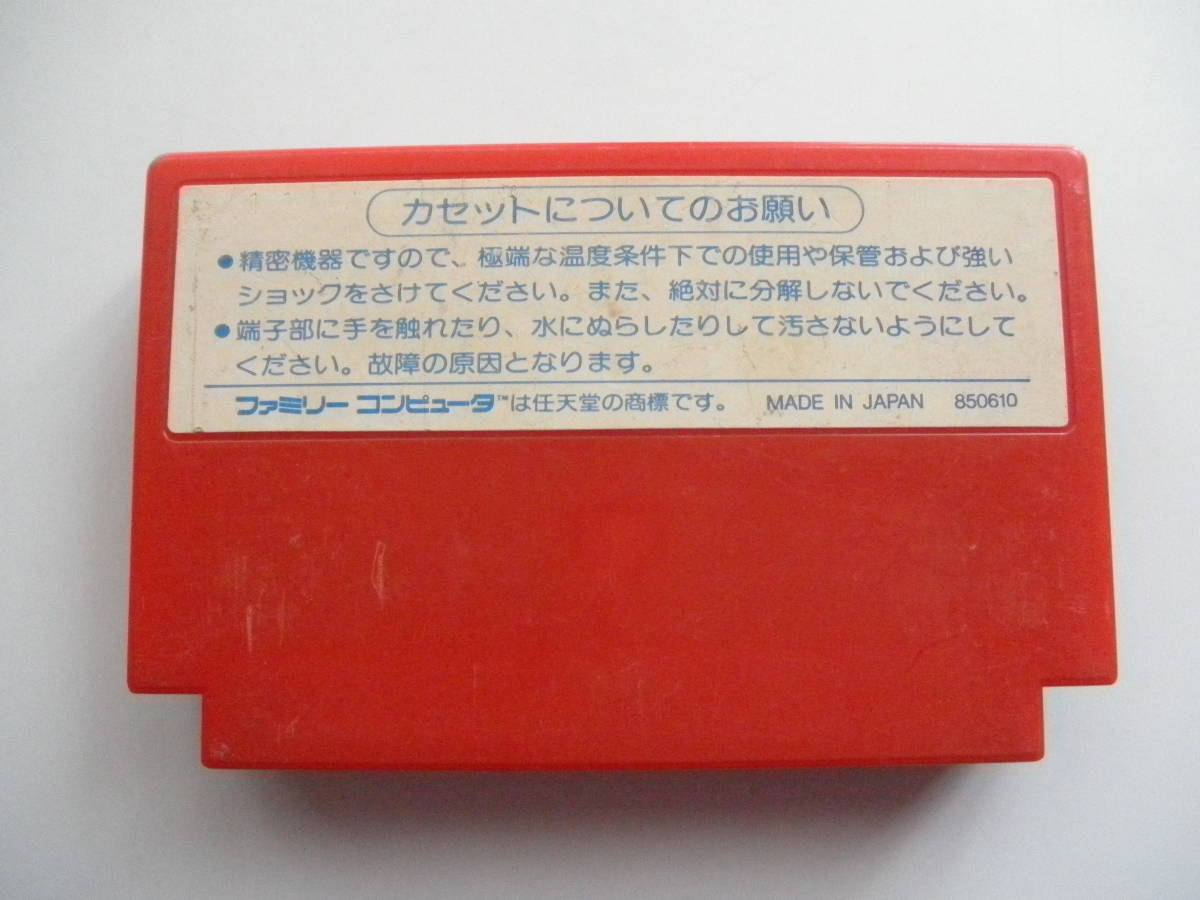 カセットについてのお願い
●精密機器ですので、極端な温度条件下での使用や保管および強い
ショックをさけてください。また、絶対に分解しないでください。
●端子部に手を触れたり、水にぬらしたりして汚さないようにして
ください。故障の原因となります。
ファミリー コンピュータ™は任天堂の商標です。 MADE IN JAPAN 850610